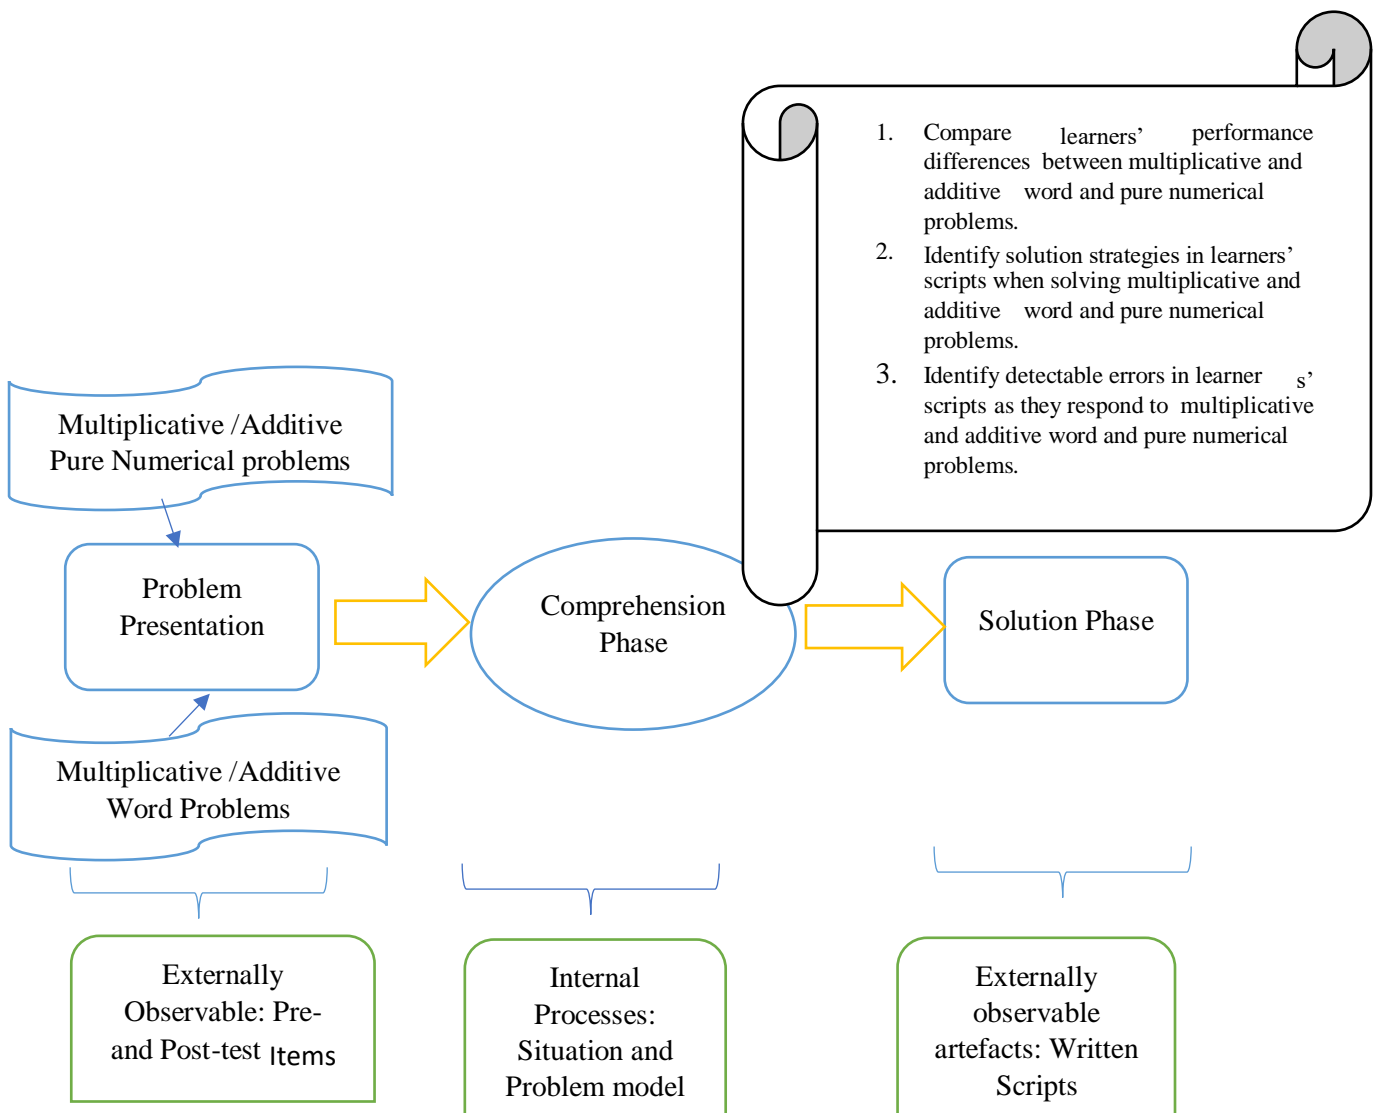 1. Compare learners’ performance
differences between multiplicative and
additive word and pure numerical
problems.
2. Identify solution strategies in learners’
scripts when solving multiplicative and
additive word and pure numerical
problems.
3. Identify detectable errors in learner s’
scripts as they respond to multiplicative
and additive word and pure numerical
problems.
Multiplicative /Additive
Pure Numerical problems
Problem
Presentation
Comprehension
Phase
Solution Phase
Multiplicative /Additive
Word Problems
Externally
Observable: Pre-
and Post-test Items
Internal
Processes:
Situation and
Problem model
Externally
observable
artefacts: Written
Scripts